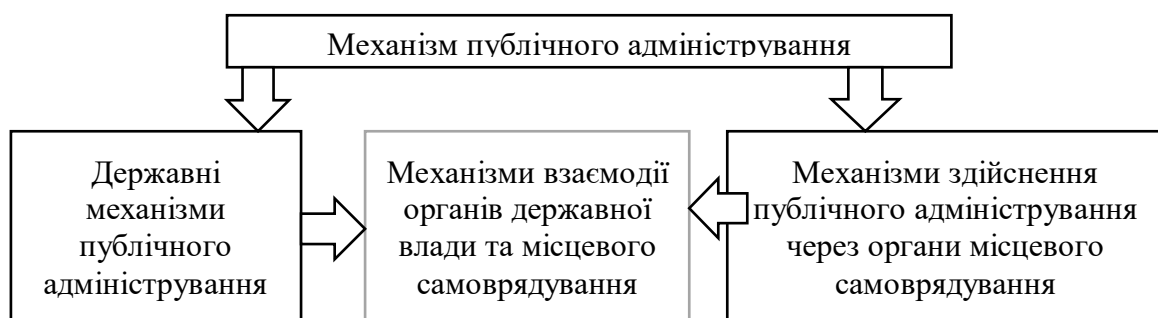 Механізм публічного адміністрування
Державні
механізми
публічного
адміністрування
Механізми взаємодії
органів державної
влади та місцевого
самоврядування
Механізми здійснення
публічного адміністрування
через органи місцевого
самоврядування